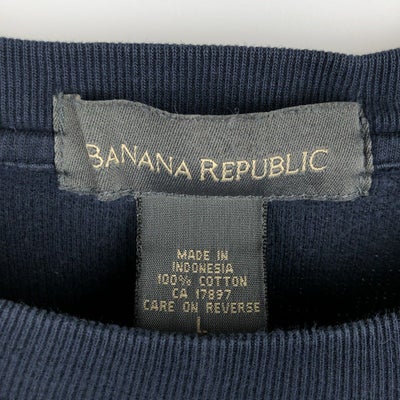 BANANA REPUBLIC
MADE IN
INDONESIA
100% COTTON
CA 17897
CARE ON REVERSE
L